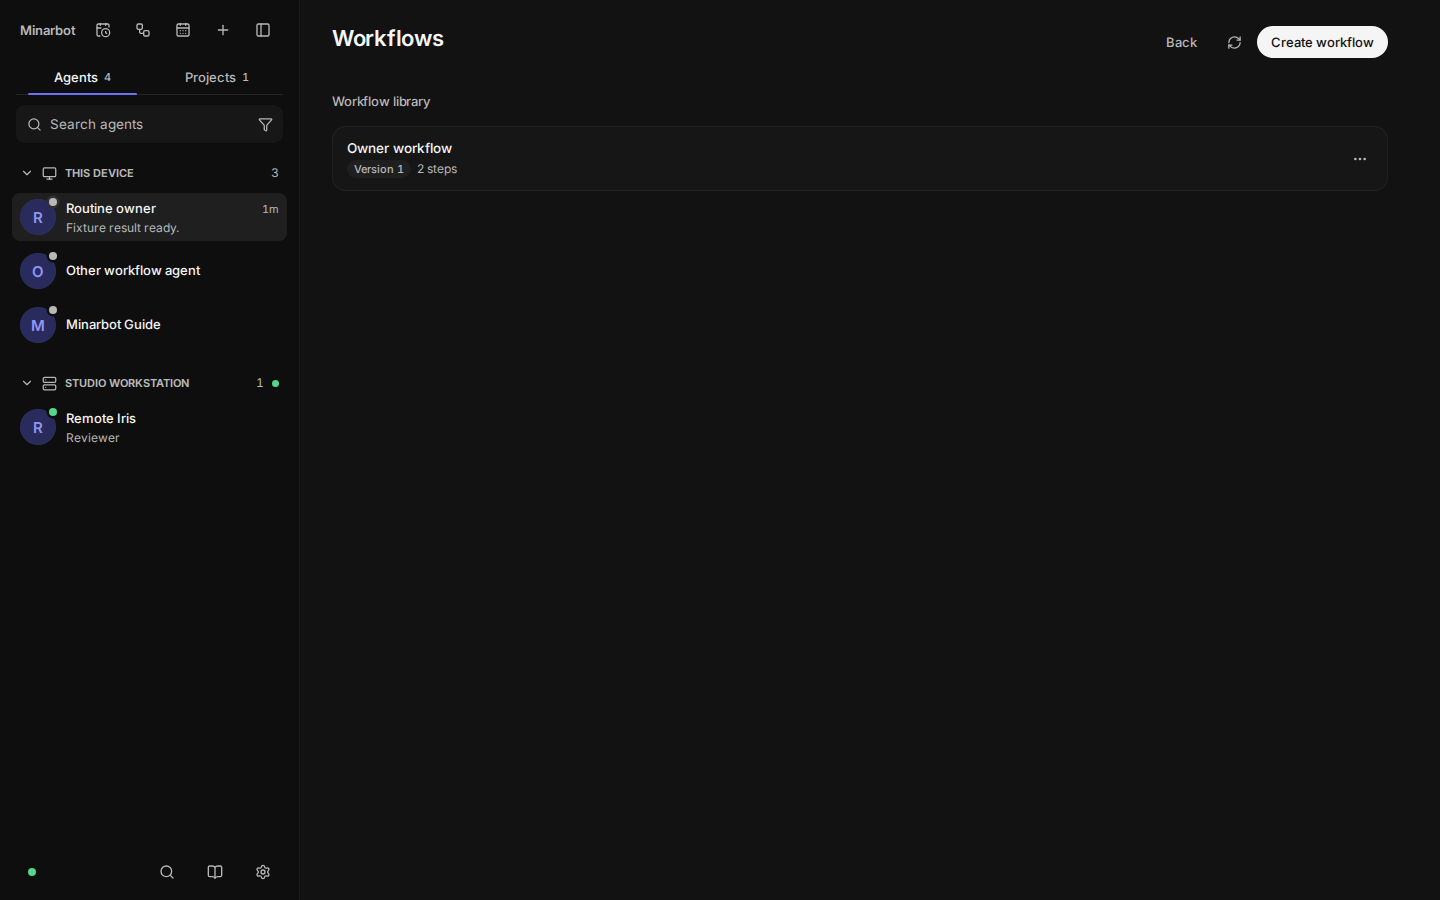 Minarbot
Agents 4
Projects 1
Search agents
THIS DEVICE 3
R
Routine owner 1m
Fixture result ready.
O
Other workflow agent
M
Minarbot Guide
STUDIO WORKSTATION 1
R
Remote Iris
Reviewer
Workflows
Back
Create workflow
Workflow library
Owner workflow
Version 1 2 steps